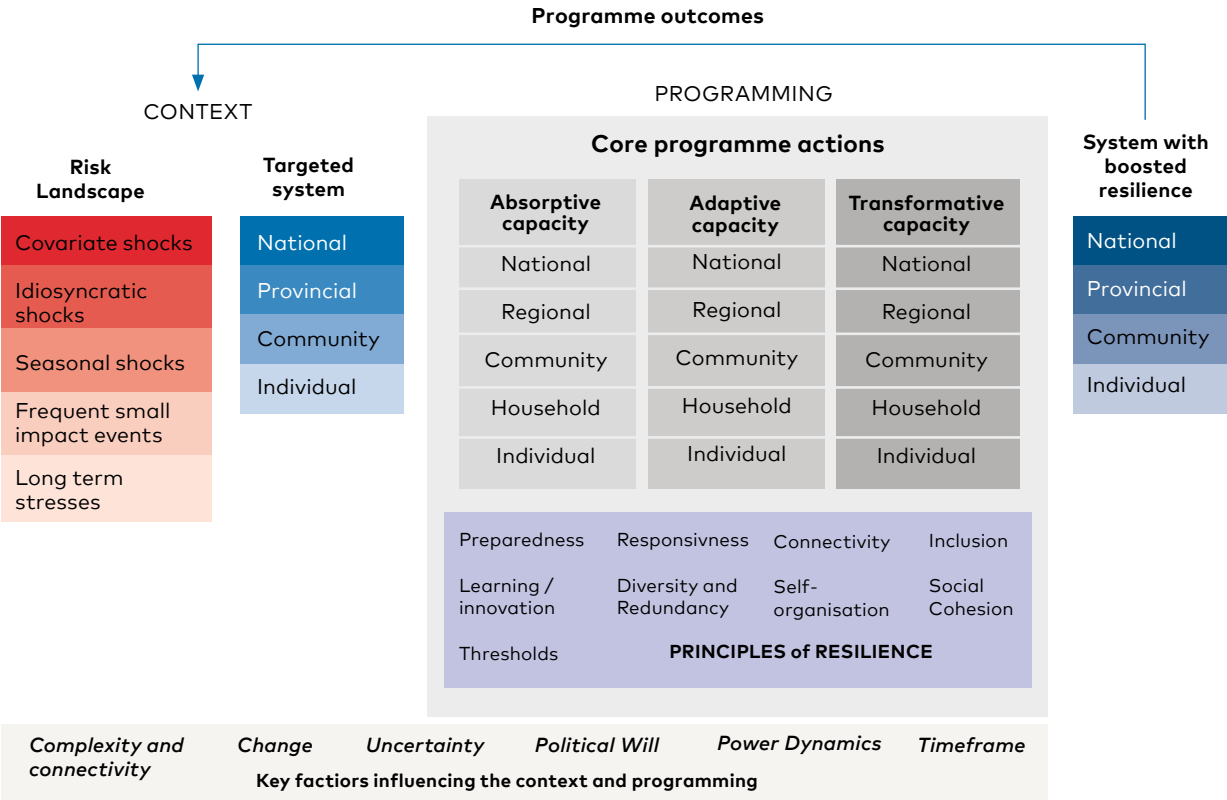 Programme outcomes
CONTEXT
PROGRAMMING
Risk
Landscape
Covariate shocks
Idiosyncratic
shocks
Seasonal shocks
Frequent small
impact events
Long term
stresses
Targeted
system
National
Provincial
Community
Individual
Core programme actions
Absorptive
capacity
National
Regional
Community
Household
Individual
Adaptive
capacity
National
Regional
Community
Household
Individual
Transformative
capacity
National
Regional
Community
Household
Individual
Preparedness
Responsivness
Connectivity
Inclusion
Learning /
innovation
Diversity and
Redundancy
Self-
organisation
Social
Cohesion
Thresholds
PRINCIPLES of RESILIENCE
System with
boosted
resilience
National
Provincial
Community
Individual
Complexity and
connectivity
Change
Uncertainty
Political Will
Power Dynamics
Timeframe
Key factiors influencing the context and programming